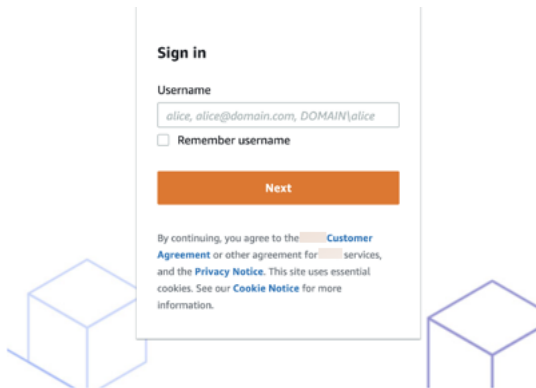 Sign in
Username
alice, alice@domain.com, DOMAIN\alice
Remember username
Next
By continuing, you agree to the Customer
Agreement or other agreement for services,
and the Privacy Notice. This site uses essential
cookies. See our Cookie Notice for more
information.